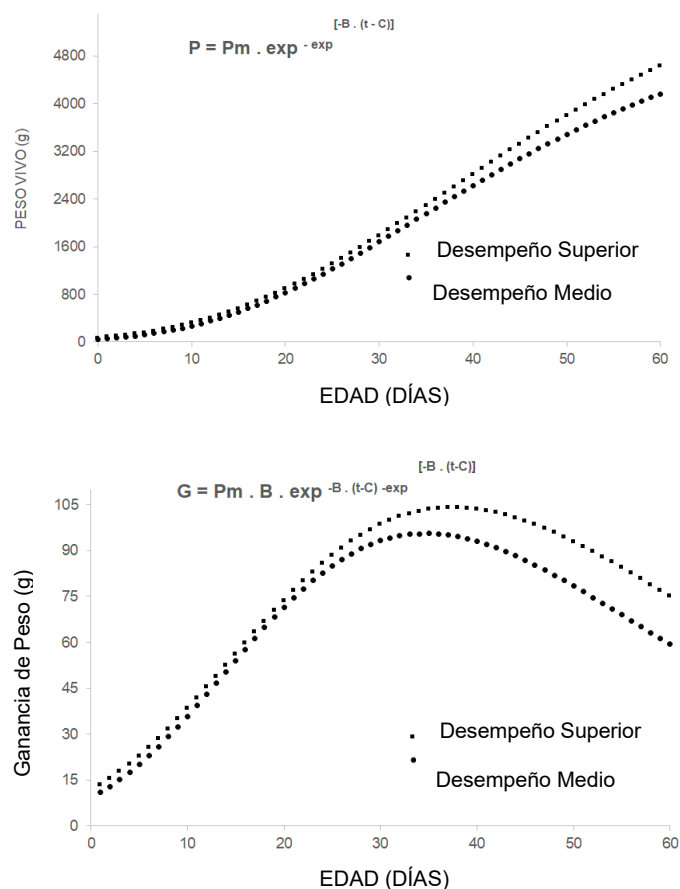 [-B . (t - C)]
P = Pm . exp - exp
4800
4000
3200
2400
1600
800
0
PESO VIVO (g)
Desempeño Superior
Desempeño Medio
0 10 20 30 40 50 60
EDAD (DÍAS)
[-B . (t-C)]
G = Pm . B . exp -B . (t-C) -exp
105
90
75
60
45
30
15
0
Ganancia de Peso (g)
Desempeño Superior
Desempeño Medio
0 10 20 30 40 50 60
EDAD (DÍAS)